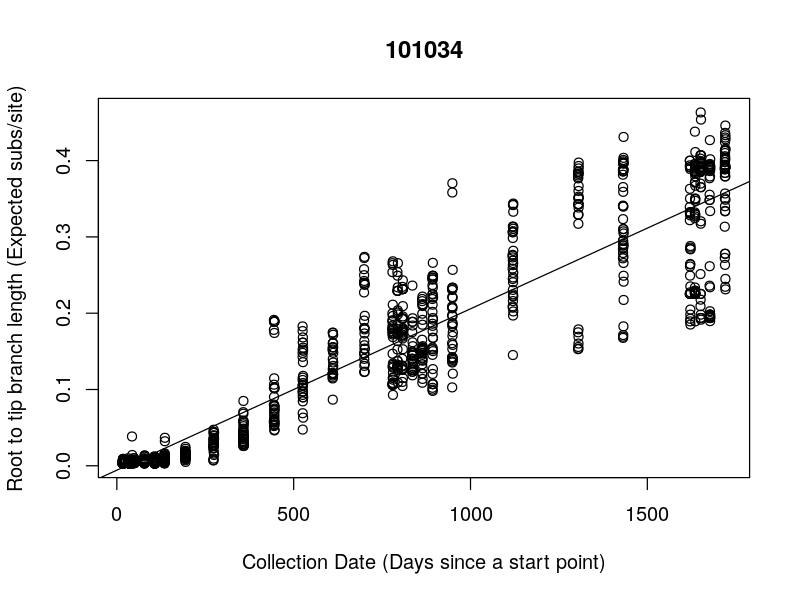 101034
Root to tip branch length (Expected subs/site)
0.4
0.3
0.2
0.1
0.0
0 500 1000 1500
Collection Date (Days since a start point)